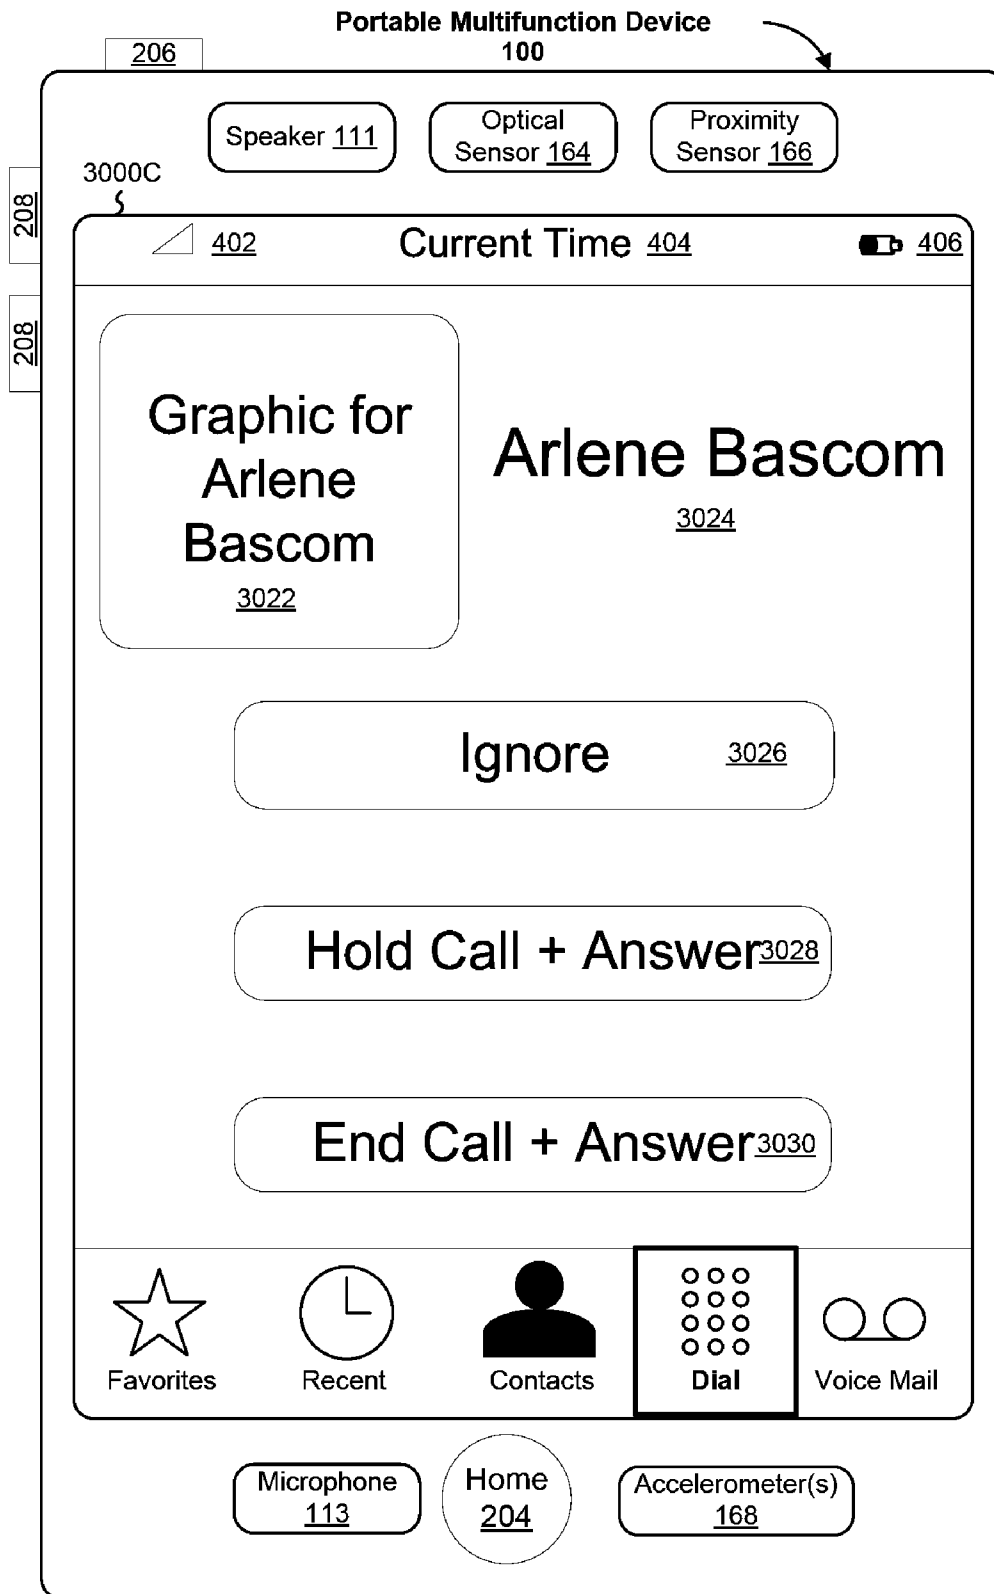 Portable Multifunction Device
100
206
Speaker 111
Optical
Sensor 164
Proximity
Sensor 166
3000C
208
208
402
Current Time 404
406
Graphic for
Arlene
Bascom
3022
Arlene Bascom
3024
Ignore 3026
Hold Call + Answer 3028
End Call + Answer 3030
Favorites
Recent
Contacts
Dial
Voice Mail
Microphone
113
Home
204
Accelerometer(s)
168